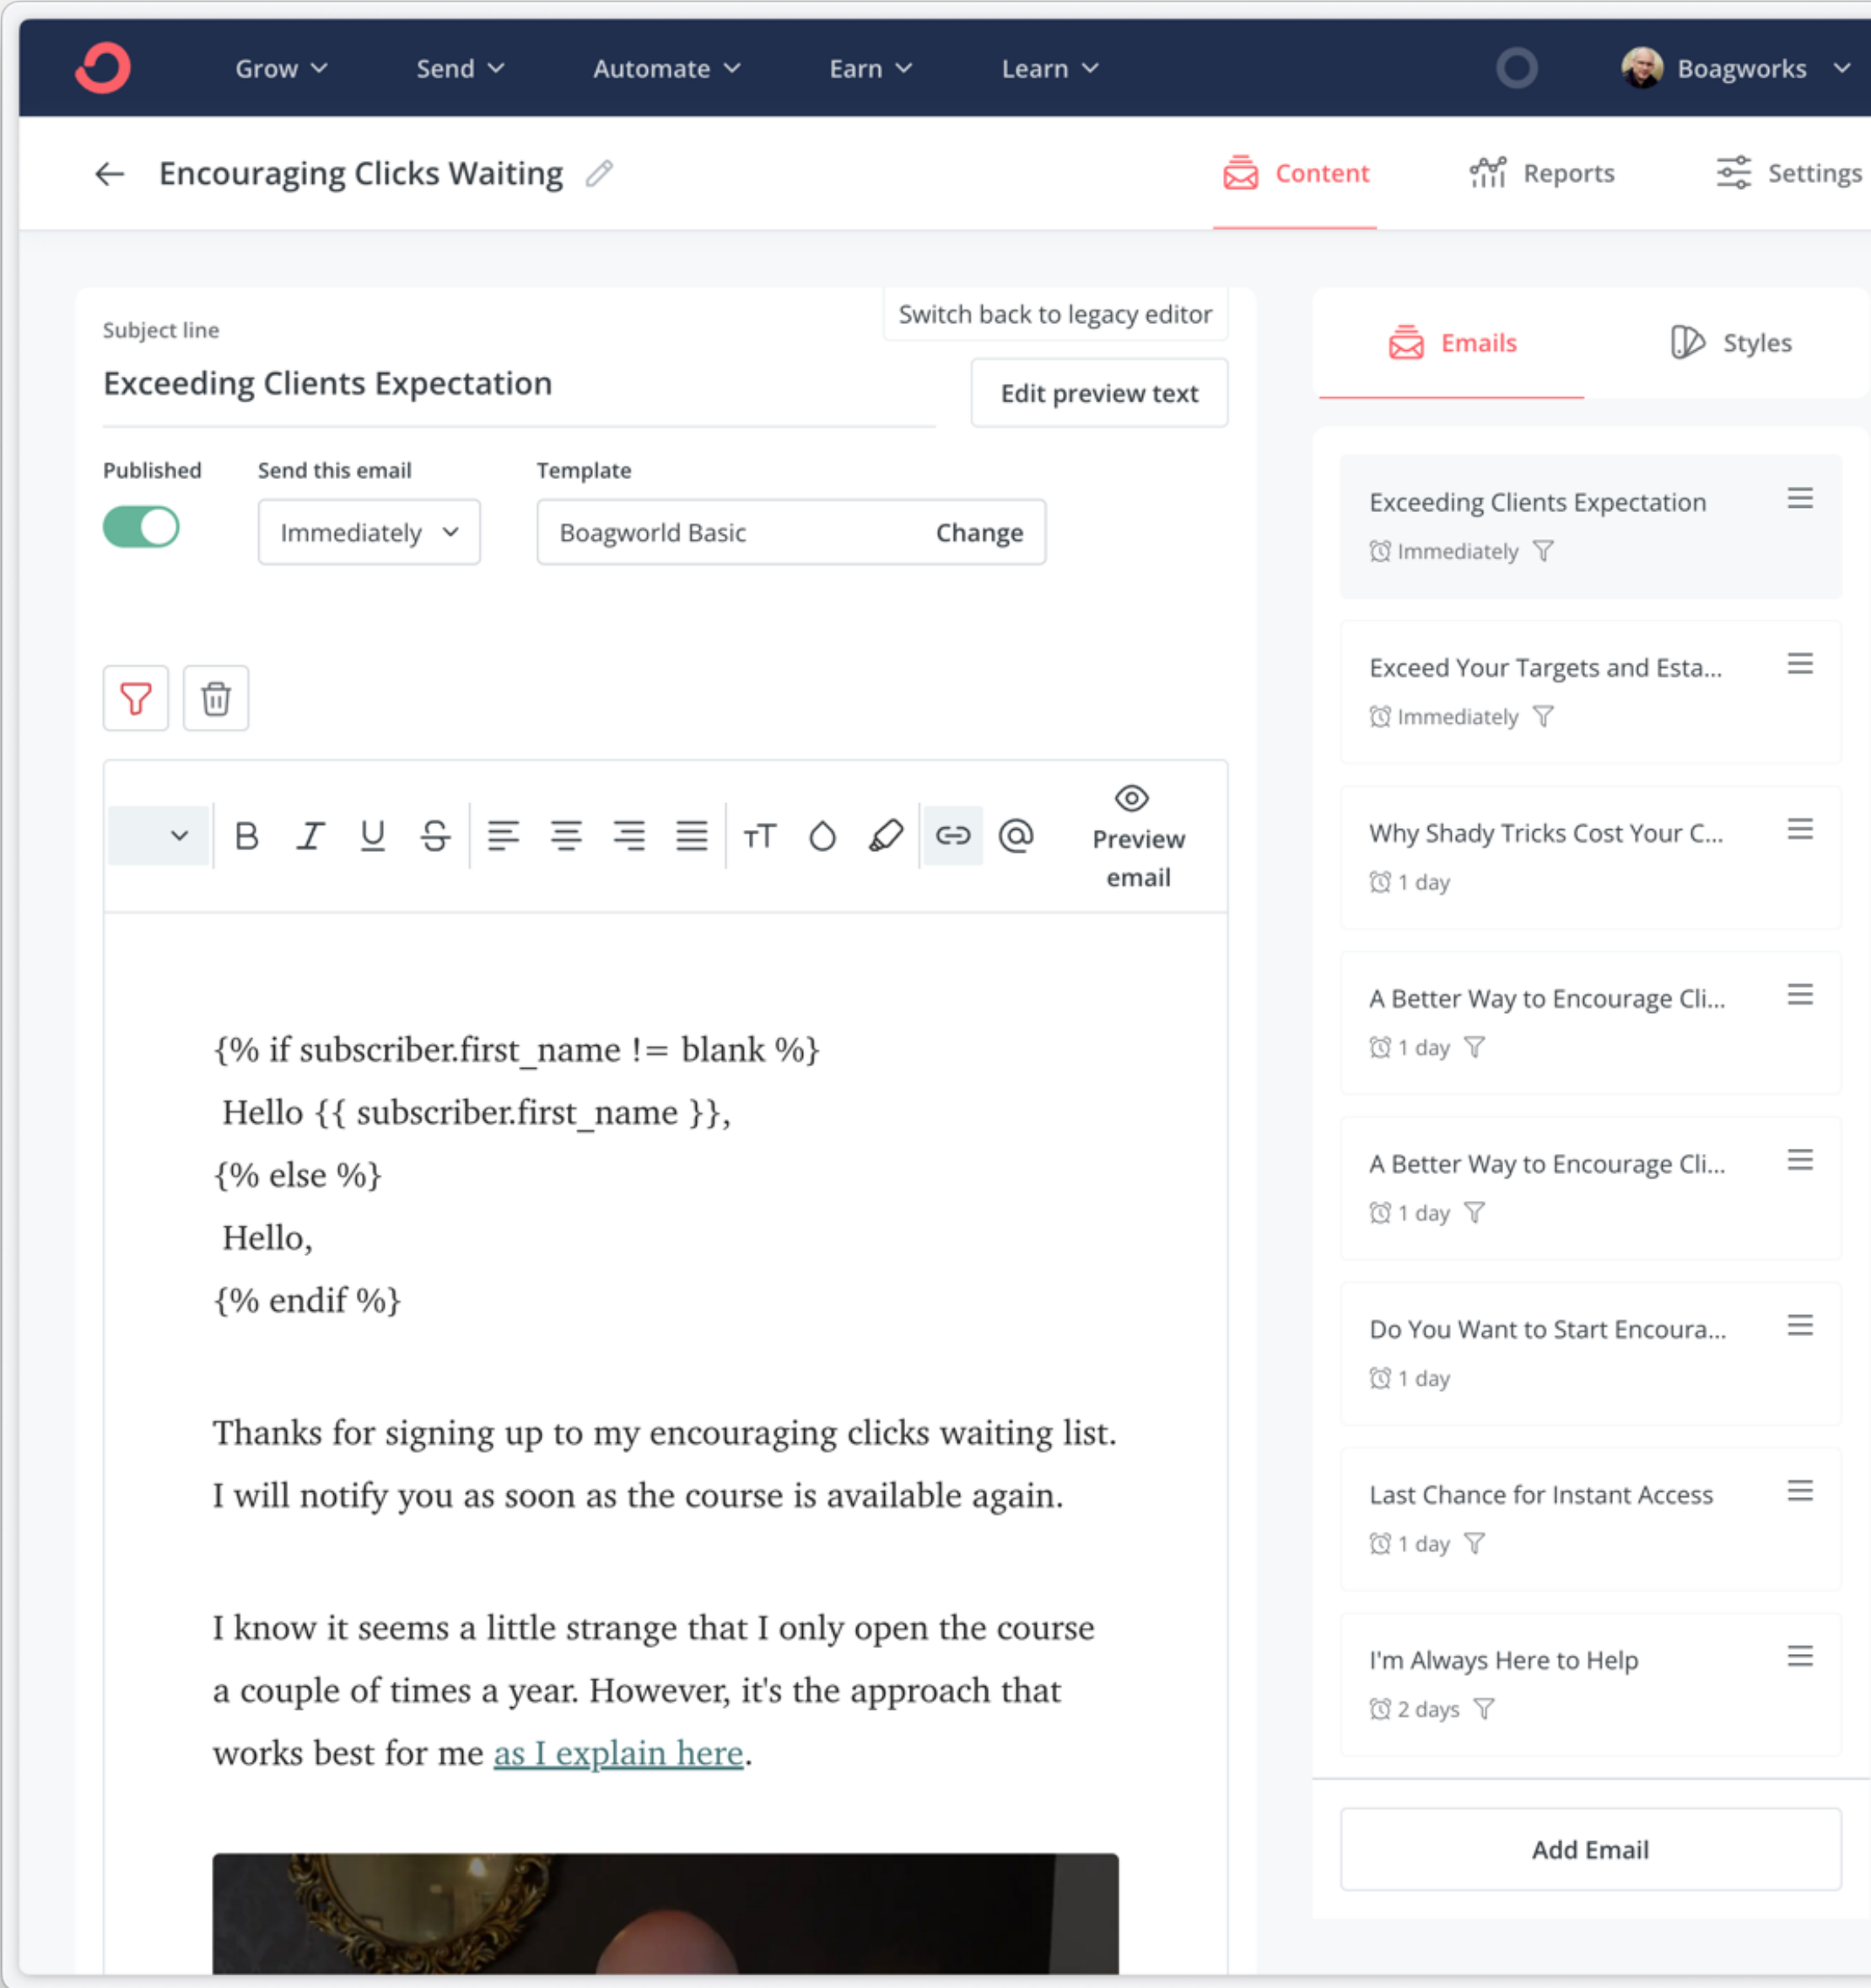 Grow Send Automate Earn Learn Boagworks
Encouraging Clicks Waiting
Content Reports Settings
Switch back to legacy editor
Subject line
Exceeding Clients Expectation
Edit preview text
Published Send this email Template
Immediately Boagworld Basic Change
B I U S TT @
Preview
email
{% if subscriber.first_name != blank %}
Hello {{ subscriber.first_name }},
{% else %}
Hello,
{% endif %}
Thanks for signing up to my encouraging clicks waiting list.
I will notify you as soon as the course is available again.
I know it seems a little strange that I only open the course
a couple of times a year. However, it's the approach that
works best for me as I explain here.
Emails Styles
Exceeding Clients Expectation
Immediately
Exceed Your Targets and Esta...
Immediately
Why Shady Tricks Cost Your C...
1 day
A Better Way to Encourage Cli...
1 day
A Better Way to Encourage Cli...
1 day
Do You Want to Start Encoura...
1 day
Last Chance for Instant Access
1 day
I'm Always Here to Help
2 days
Add Email